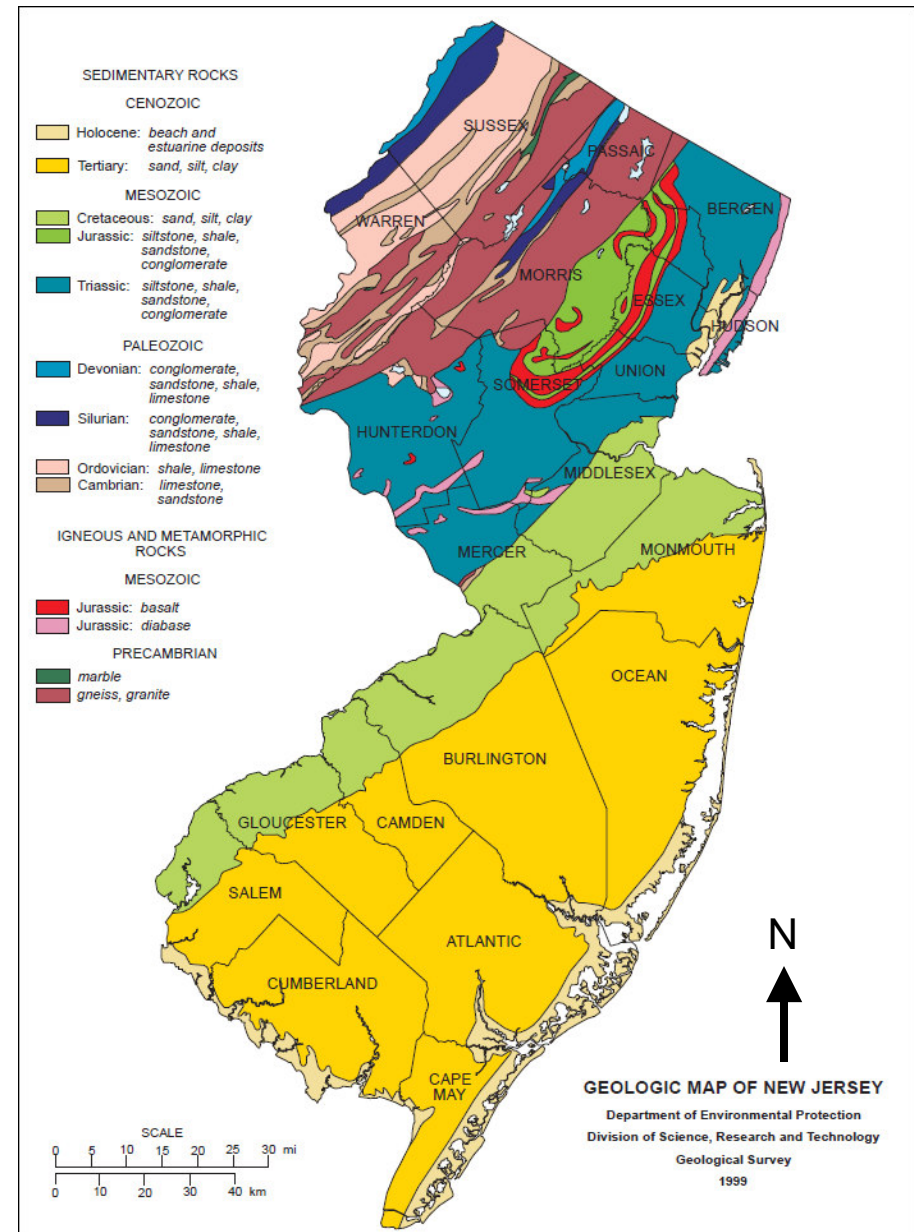 SEDIMENTARY ROCKS
CENOZOIC
Holocene: beach and
estuarine deposits
Tertiary: sand, silt, clay
MESOZOIC
Cretaceous: sand, silt, clay
Jurassic: siltstone, shale,
sandstone,
conglomerate
Triassic: siltstone, shale,
sandstone,
conglomerate
PALEOZOIC
Devonian: conglomerate,
sandstone, shale,
limestone
Silurian: conglomerate,
sandstone, shale,
limestone
Ordovician: shale, limestone
Cambrian: limestone,
sandstone
IGNEOUS AND METAMORPHIC
ROCKS
MESOZOIC
Jurassic: basalt
Jurassic: diabase
PRECAMBRIAN
marble
gneiss, granite
SUSSEX
PASSAIC
BERGEN
WARREN
MORRIS
ESSEX
HUDSON
UNION
SOMERSET
HUNTERDON
MIDDLESEX
MERCER
MONMOUTH
OCEAN
BURLINGTON
GLOUCESTER
CAMDEN
SALEM
ATLANTIC
CUMBERLAND
CAPE
MAY
N
GEOLOGIC MAP OF NEW JERSEY
Department of Environmental Protection
Division of Science, Research and Technology
Geological Survey
1999
SCALE
0 5 10 15 20 30 mi
0 10 20 30 40 km